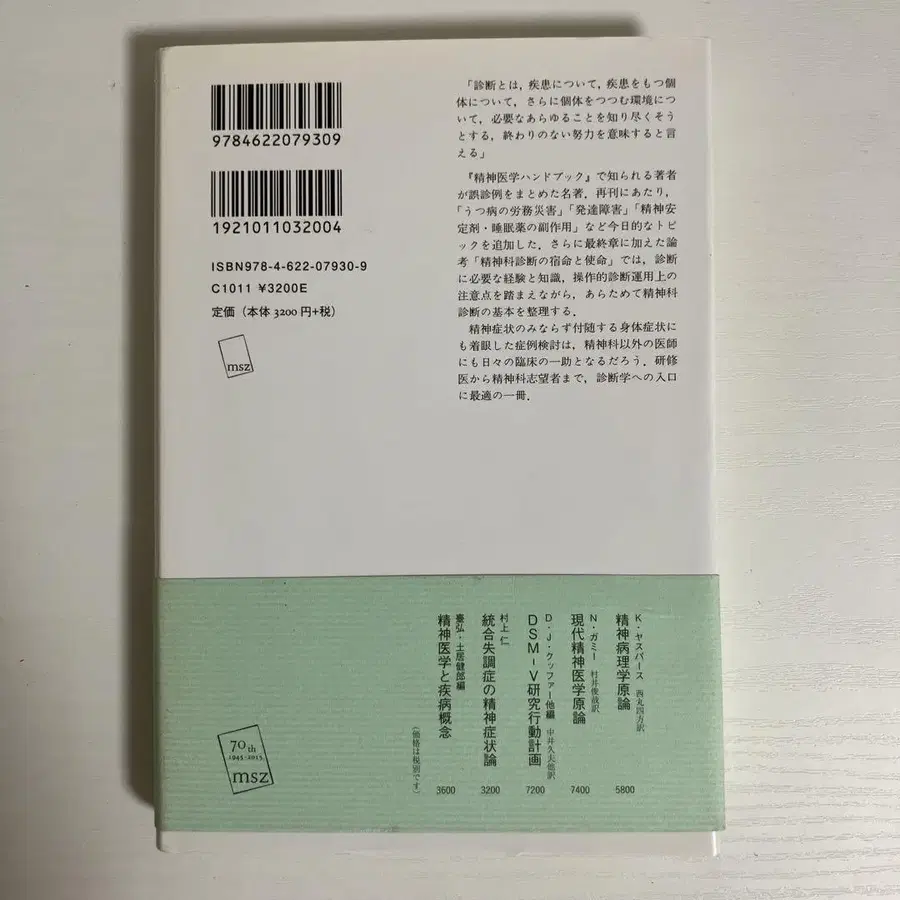 9784622079309
1921011032004
ISBN978-4-622-07930-9
C1011 ¥3200E
定価（本体 3200 円+税）
msz
「診断とは，疾患について，疾患をもつ個
体について，さらに個体をつつむ環境につ
いて，必要なあらゆることを知り尽くそう
とする，終わりのない努力を意味すると言
える」
『精神医学ハンドブック』で知られる著者
が誤診例をまとめた名著．再刊にあたり，
「うつ病の労務災害」「発達障害」「精神安
定剤・睡眠薬の副作用」など今日的なトピ
ックを追加した．さらに最終章に加えた論
考「精神科診断の宿命と使命」では，診断
に必要な経験と知識，操作的診断運用上の
注意点を踏まえながら，あらためて精神科
診断の基本を整理する．
精神症状のみならず付随する身体症状に
も着眼した症例検討は，精神科以外の医師
にも日々の臨床の一助となるだろう．研修
医から精神科志望者まで，診断学への入口
に最適の一冊．
K・ヤスパース 西丸四方訳
精神病理学原論 5800
N・ガミー 村井俊哉訳
現代精神医学原論 7400
D・J・クッファー他編 中井久夫他訳
DSM-V研究行動計画 7200
村上仁
統合失調症の精神症状論 3200
臺弘・土居健郎編
精神医学と疾病概念 3600
（価格は税別です）
70th
1945-2015
msz